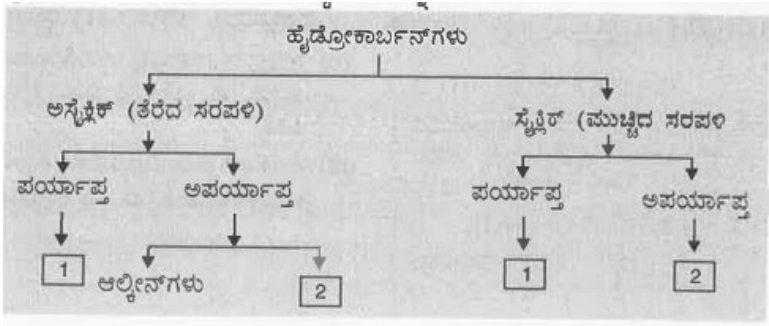 ಹೈಡ್ರೋಕಾರ್ಬನ್‌ಗಳು
ಅಸೈಕ್ಲಿಕ್ (ತೆರೆದ ಸರಪಳಿ) ಸೈಕ್ಲಿಕ್ (ಮುಚ್ಚಿದ ಸರಪಳಿ
ಪರ್ಯಾಪ್ತ ಅಪರ್ಯಾಪ್ತ ಪರ್ಯಾಪ್ತ ಅಪರ್ಯಾಪ್ತ
1 ಆಲ್ಕೀನ್‌ಗಳು 2 1 2